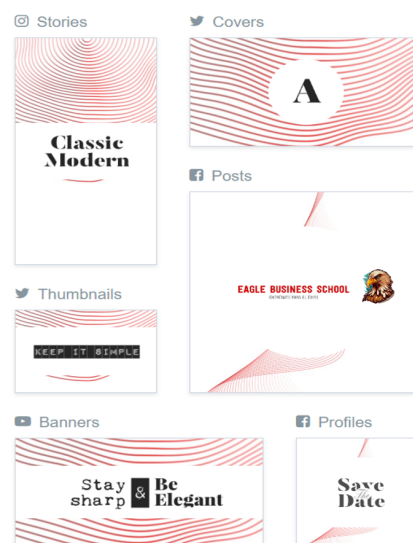 Stories
Covers
Classic
Modern
A
Posts
EAGLE BUSINESS SCHOOL
Thumbnails
KEEP IT SIMPLE
Banners
Profiles
Stay
sharp
&
Be
Elegant
Save
the
Date